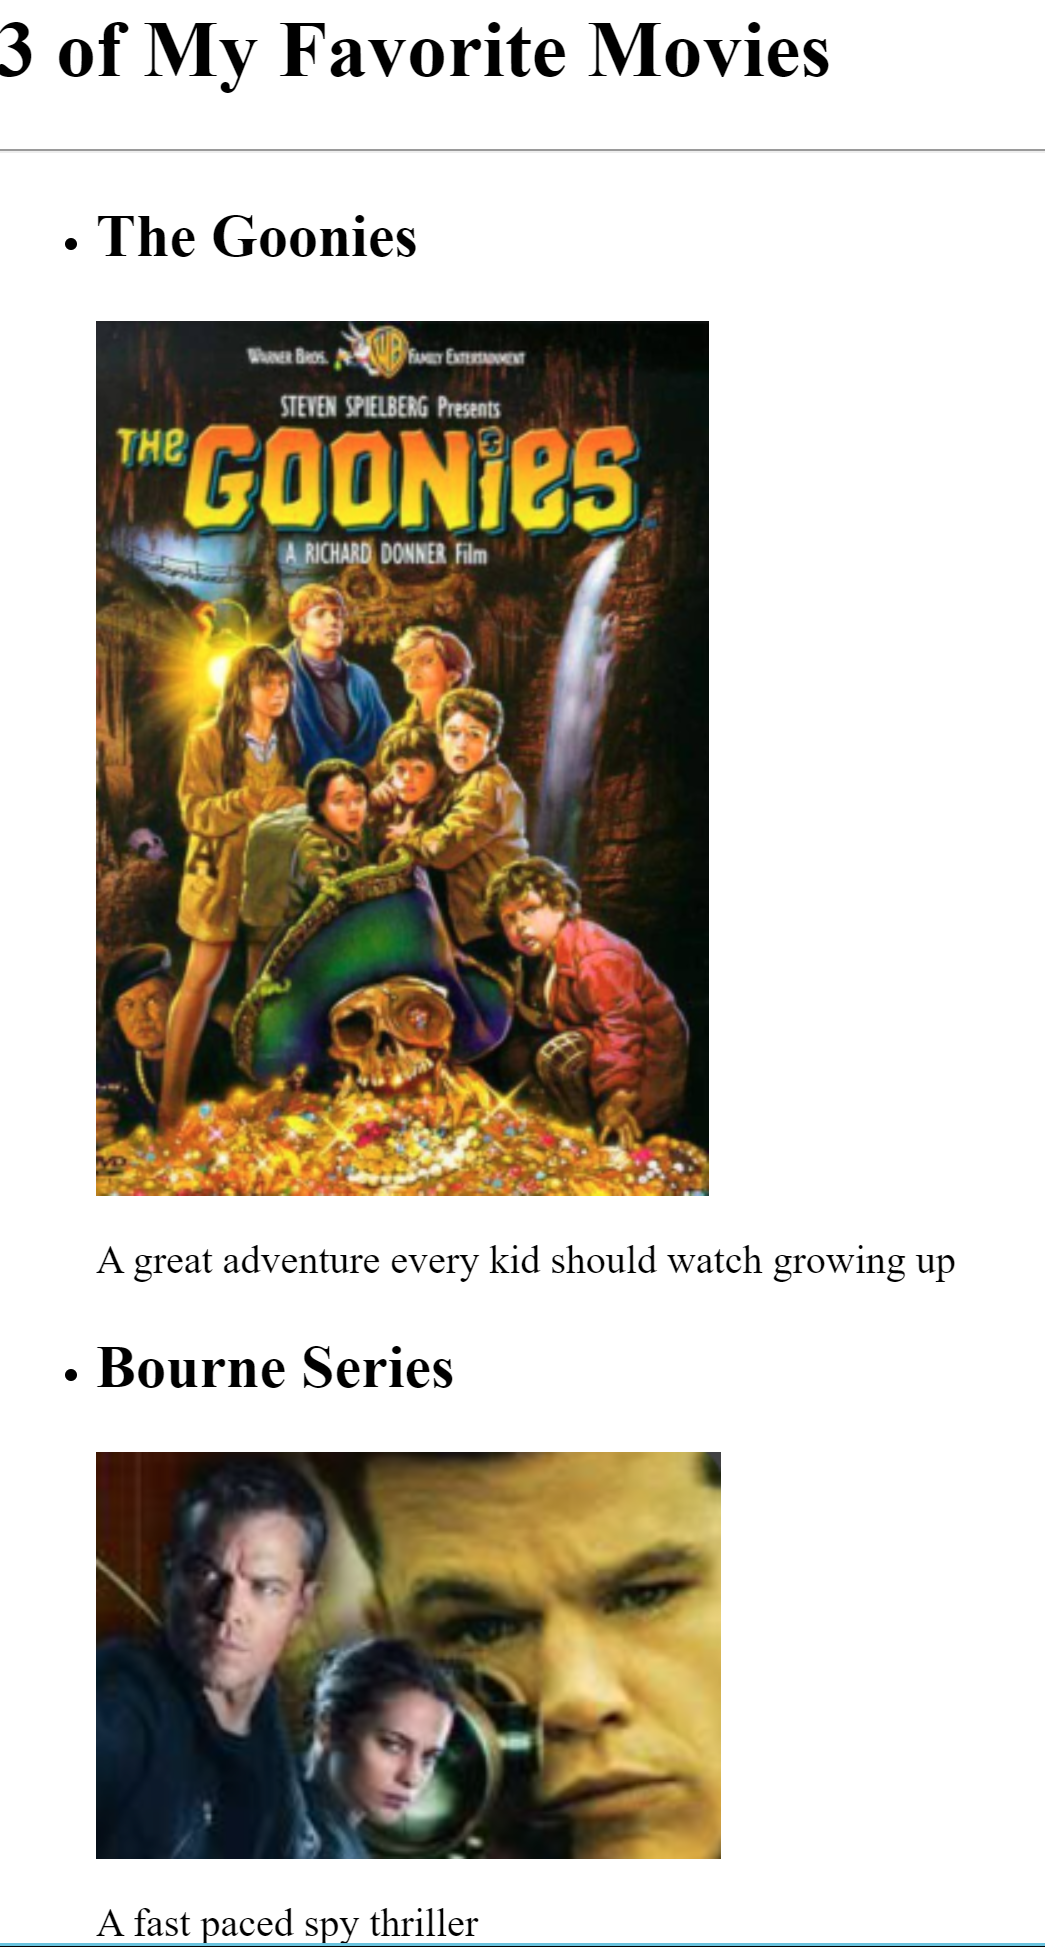 3 of My Favorite Movies
The Goonies
WARNER BROS. WB FAMILY ENTERTAINMENT
STEVEN SPIELBERG Presents
THE GOONIES
A RICHARD DONNER Film
A great adventure every kid should watch growing up
Bourne Series
A fast paced spy thriller